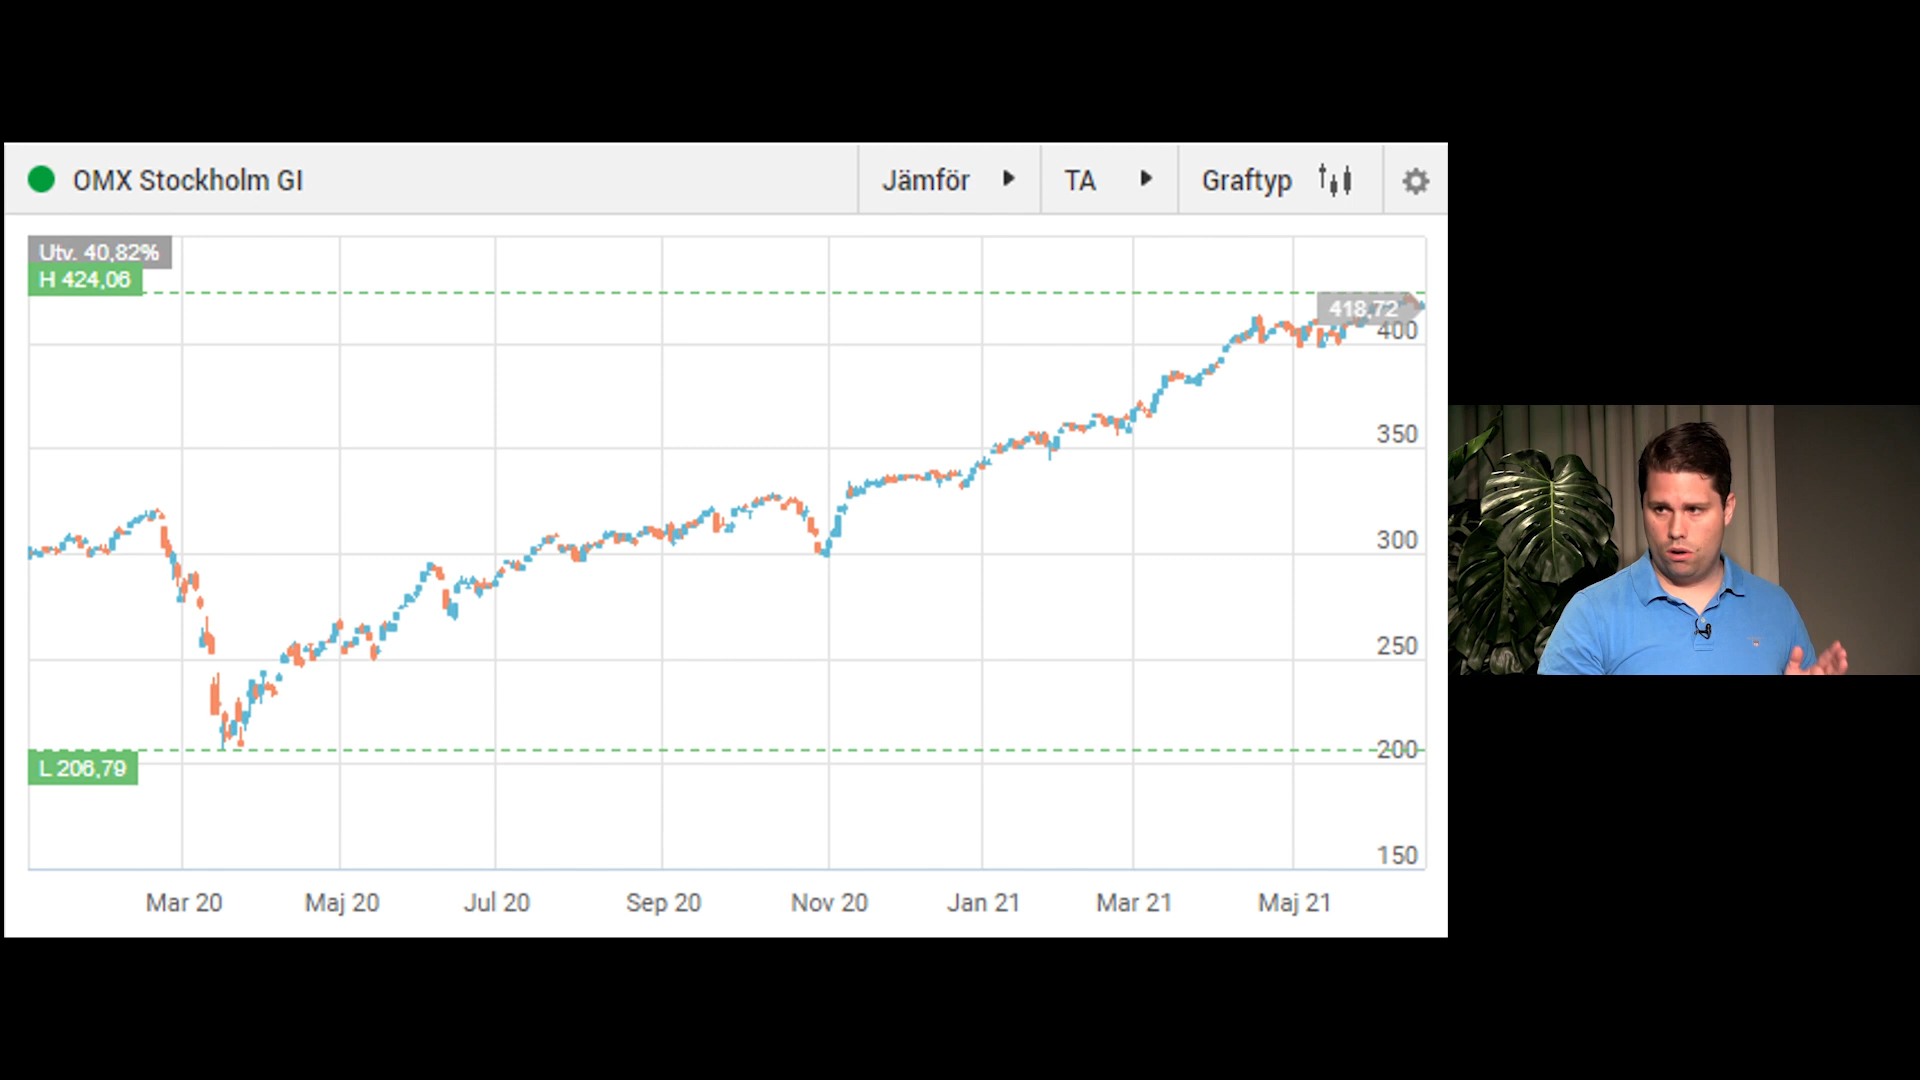 OMX Stockholm GI
Jämför
TA
Graftyp
Utv. 40,82%
H 424,06
418,72
400
350
300
250
200
L 206,79
150
Mar 20
Maj 20
Jul 20
Sep 20
Nov 20
Jan 21
Mar 21
Maj 21